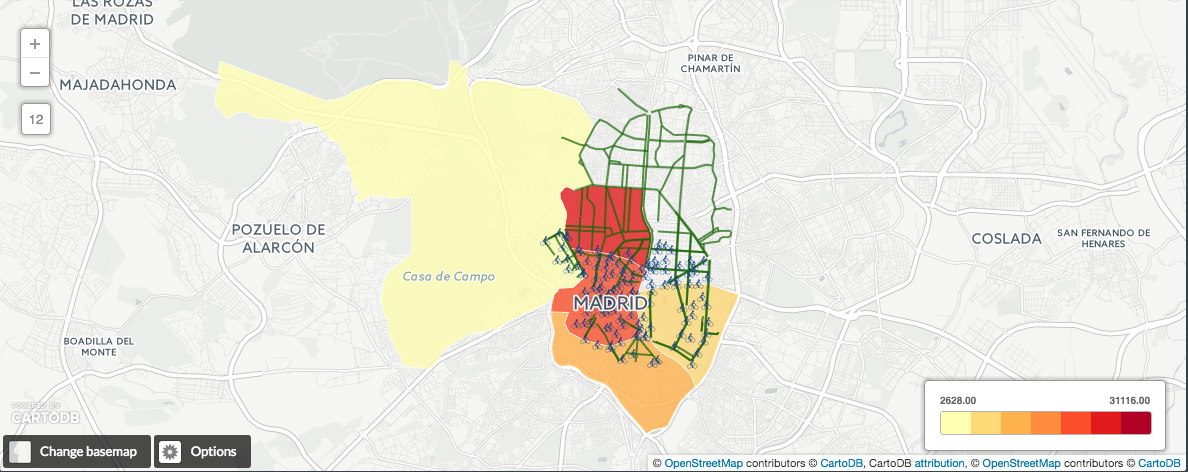 LAS ROZAS
DE MADRID
+
−
MAJADAHONDA
PINAR DE
CHAMARTÍN
12
POZUELO DE
ALARCÓN
COSLADA
SAN FERNANDO DE
HENARES
Casa de Campo
MADRID
BOADILLA DEL
MONTE
2628.00 31116.00
POWERED BY
CARTODB
Change basemap
Options
© OpenStreetMap contributors © CartoDB, CartoDB attribution, © OpenStreetMap contributors © CartoDB